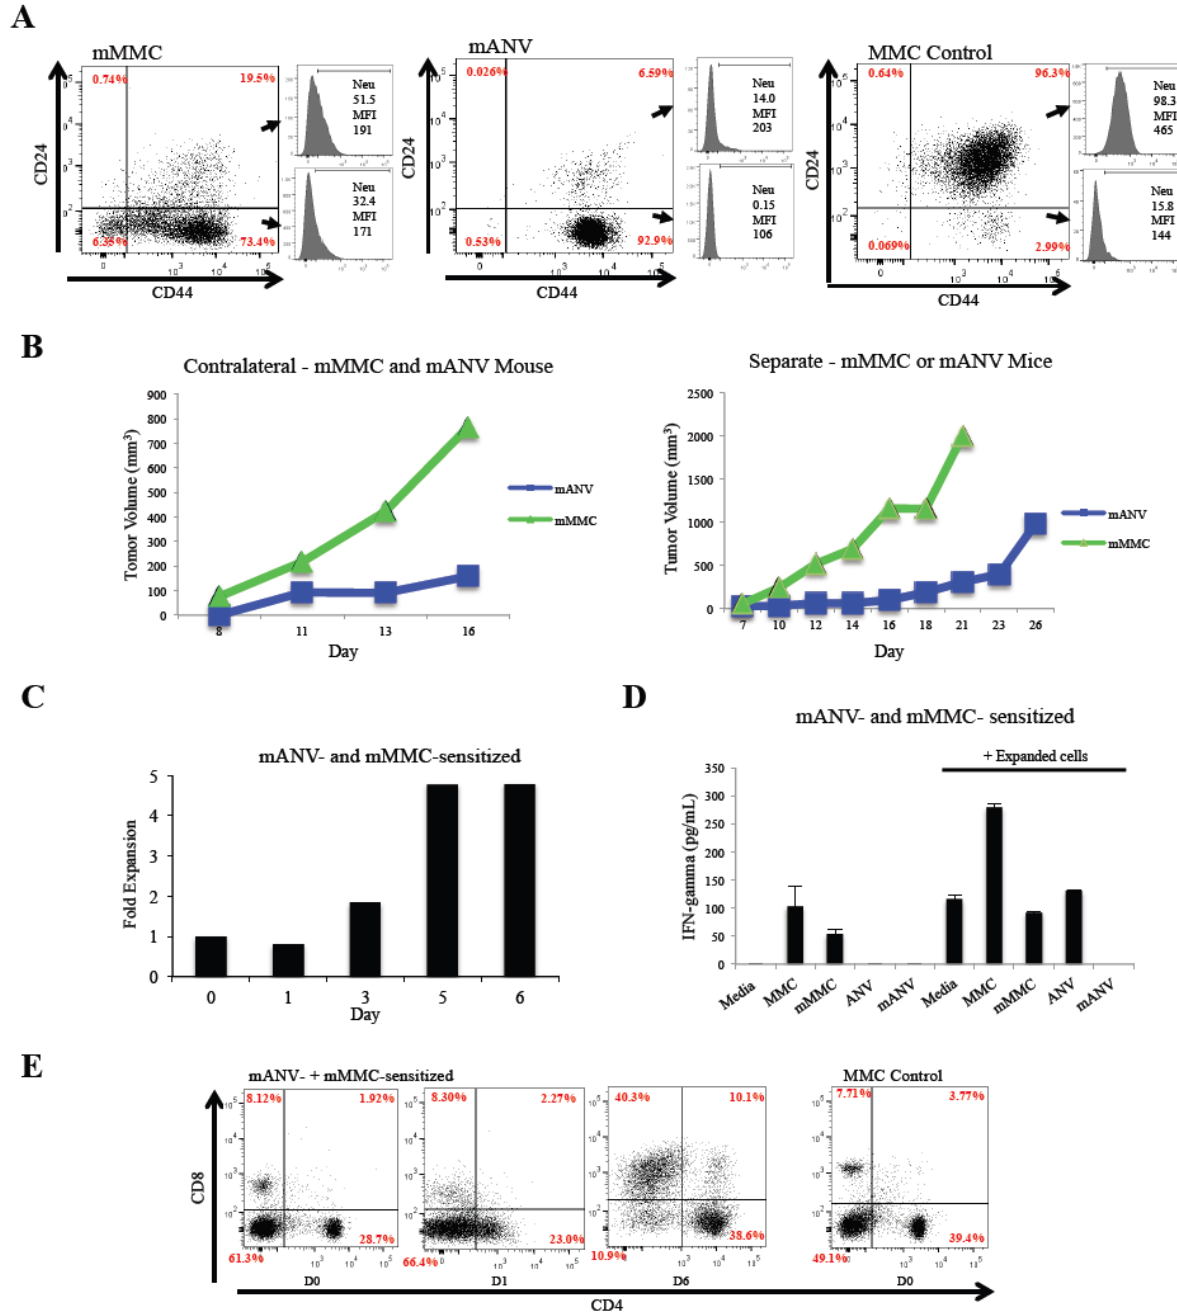 A
mMMC
0.74%
19.5%
6.35%
73.4%
CD24
CD44
Neu
51.5
MFI
191
Neu
32.4
MFI
171
mANV
0.026%
6.59%
0.53%
92.9%
CD24
CD44
Neu
14.0
MFI
203
Neu
0.15
MFI
106
MMC Control
0.64%
96.3%
0.069%
2.99%
CD24
CD44
Neu
98.3
MFI
465
Neu
15.8
MFI
144
B
Contralateral - mMMC and mANV Mouse
Tomor Volume (mm³)
900
800
700
600
500
400
300
200
100
0
8 11 13 16
Day
mANV
mMMC
Separate - mMMC or mANV Mice
Tumor Volume (mm³)
2500
2000
1500
1000
500
0
7 10 12 14 16 18 21 23 26
Day
mANV
mMMC
C
mANV- and mMMC-sensitized
Fold Expansion
5
4
3
2
1
0
0 1 3 5 6
Day
D
mANV- and mMMC- sensitized
+ Expanded cells
IFN-gamma (pg/mL)
350
300
250
200
150
100
50
0
Media MMC mMMC ANV mANV Media MMC mMMC ANV mANV
E
mANV- + mMMC-sensitized
MMC Control
8.12%
1.92%
61.3%
28.7%
D0
8.30%
2.27%
66.4%
23.0%
D1
40.3%
10.1%
10.9%
38.6%
D6
7.71%
3.77%
49.1%
39.4%
D0
CD8
CD4